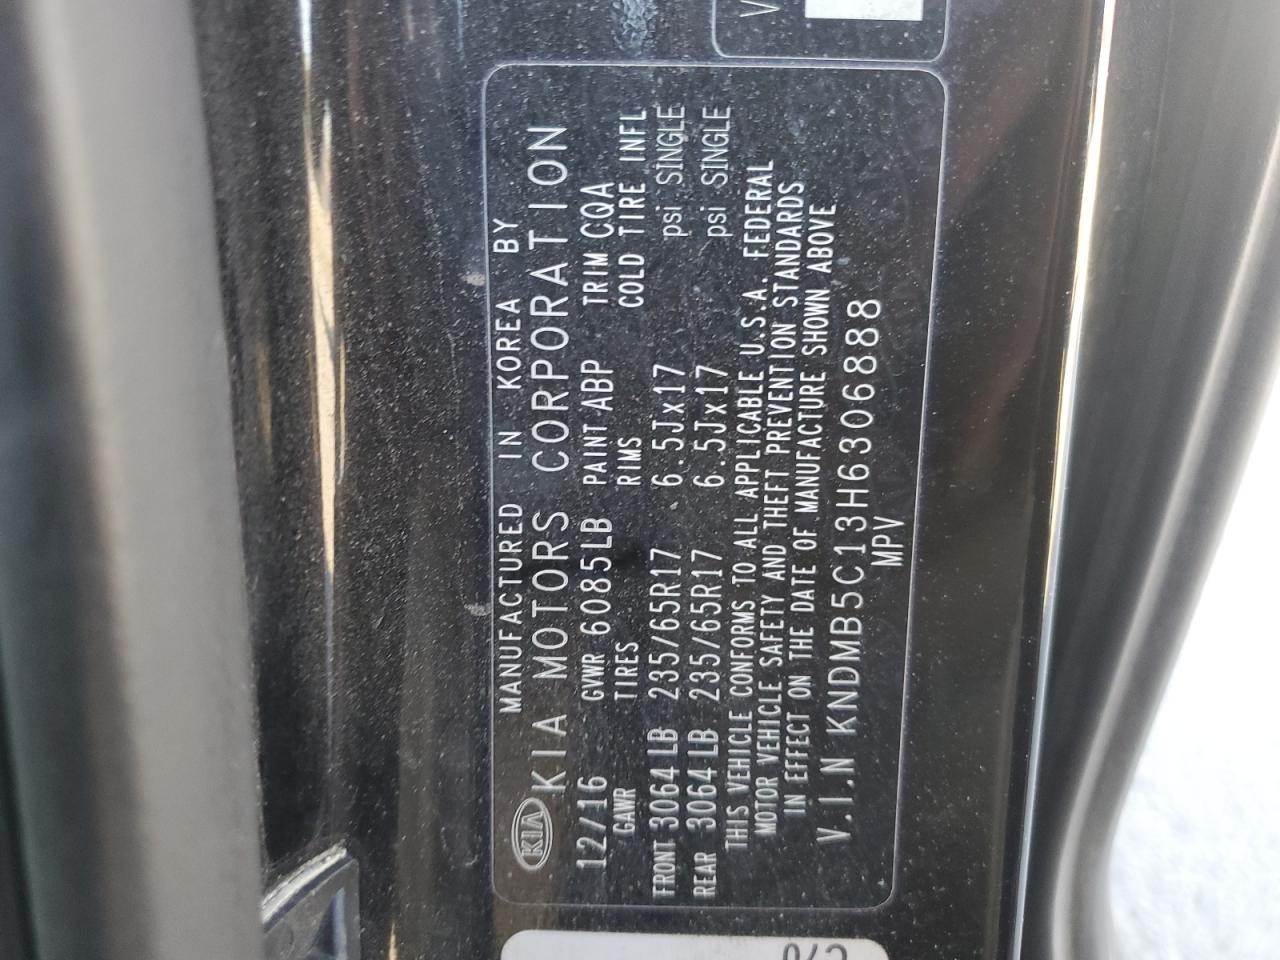 MANUFACTURED IN KOREA BY
KIA KIA MOTORS CORPORATION
12/16 GVWR 6085LB PAINT ABP TRIM CQA
GAWR TIRES RIMS COLD TIRE INFL
FRONT 3064 LB 235/65R17 6.5Jx17 psi SINGLE
REAR 3064 LB 235/65R17 6.5Jx17 psi SINGLE
THIS VEHICLE CONFORMS TO ALL APPLICABLE U.S.A. FEDERAL
MOTOR VEHICLE SAFETY AND THEFT PREVENTION STANDARDS
IN EFFECT ON THE DATE OF MANUFACTURE SHOWN ABOVE
V.I.N KNDMB5C13H6306888
MPV